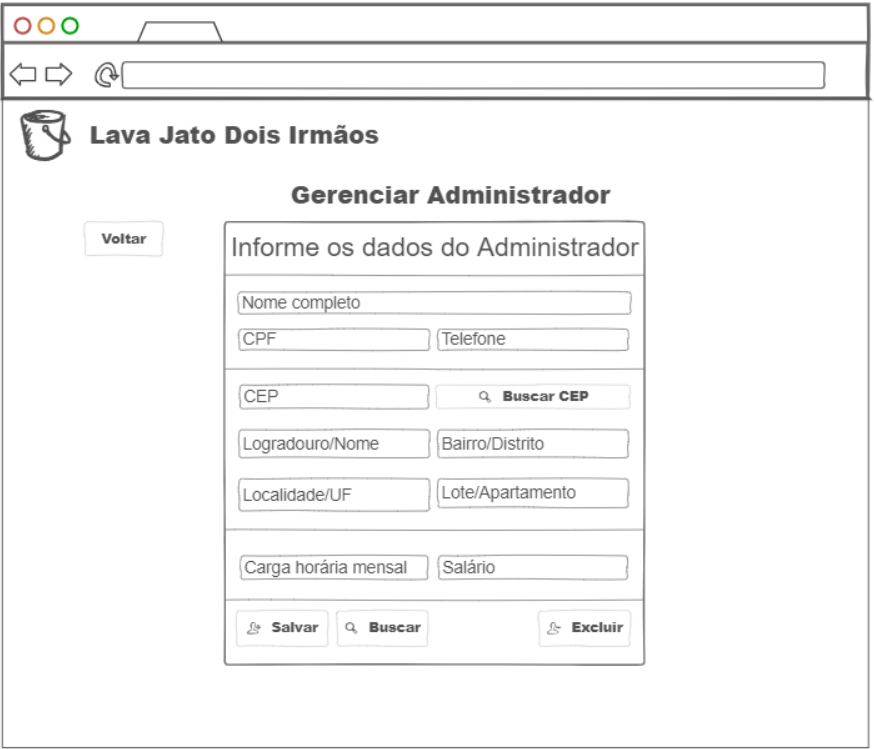 Lava Jato Dois Irmãos
Gerenciar Administrador
Voltar
Informe os dados do Administrador
Nome completo
CPF Telefone
CEP Buscar CEP
Logradouro/Nome Bairro/Distrito
Localidade/UF Lote/Apartamento
Carga horária mensal Salário
Salvar Buscar Excluir